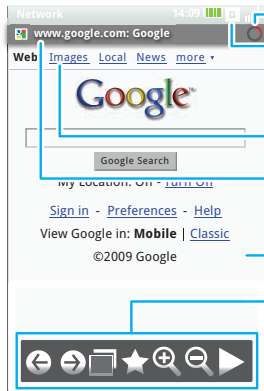 Network 14:09
www.google.com: Google
Web Images Local News more
Google
Google Search
My Location: Off - Turn Off
Sign in - Preferences - Help
View Google in: Mobile | Classic
©2009 Google